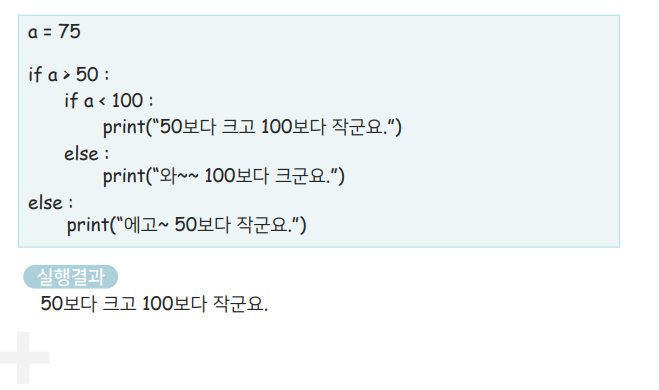 a = 75
if a > 50 :
if a < 100 :
print(“50보다 크고 100보다 작군요.”)
else :
print(“와~~ 100보다 크군요.”)
else :
print(“에고~ 50보다 작군요.”)
실행결과
50보다 크고 100보다 작군요.